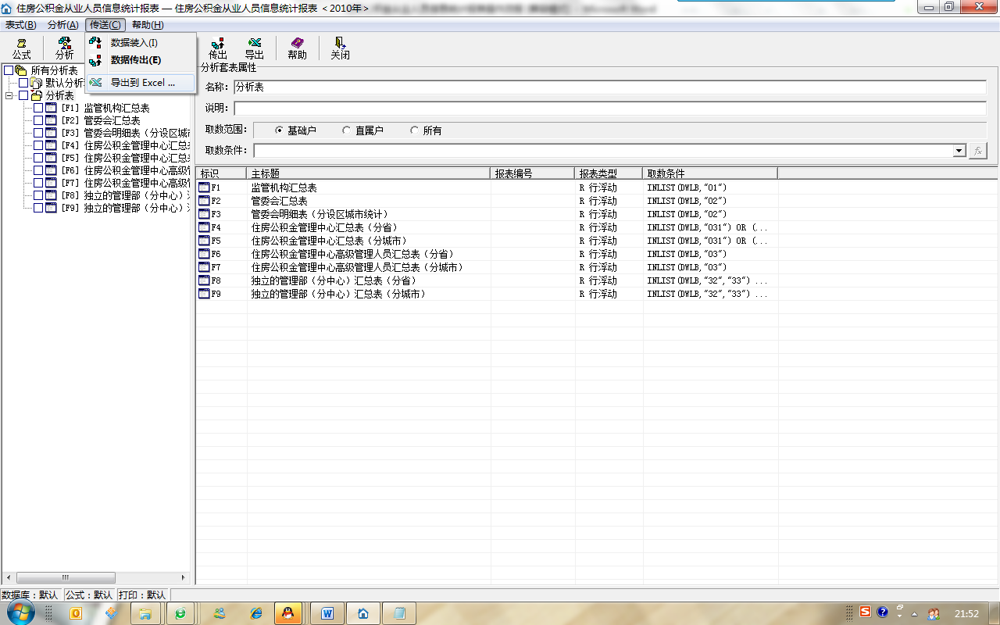 住房公积金从业人员信息统计报表 — 住房公积金从业人员信息统计报表 < 2010年 >
表式(B) 分析(A) 传送(C) 帮助(H)
公式 分析 传出 导出 帮助 关闭
数据装入(I)
数据传出(E)
导出到 Excel ...
所有分析表
默认分析
分析表
[F1] 监管机构汇总表
[F2] 管委会汇总表
[F3] 管委会明细表（分设区城市
[F4] 住房公积金管理中心汇总
[F5] 住房公积金管理中心汇总
[F6] 住房公积金管理中心高级管
[F7] 住房公积金管理中心高级管
[F8] 独立的管理部（分中心）
[F9] 独立的管理部（分中心）
分析套表属性
名称: 分析表
说明:
取数范围: 基础户 直属户 所有
取数条件: fx
标识 主标题 报表编号 报表类型 取数条件
F1 监管机构汇总表 R 行浮动 INLIST(DWLB,"01")
F2 管委会汇总表 R 行浮动 INLIST(DWLB,"02")
F3 管委会明细表（分设区城市统计） R 行浮动 INLIST(DWLB,"02")
F4 住房公积金管理中心汇总表（分省） R 行浮动 INLIST(DWLB,"031") OR (...
F5 住房公积金管理中心汇总表（分城市） R 行浮动 INLIST(DWLB,"031") OR (...
F6 住房公积金管理中心高级管理人员汇总表（分省） R 行浮动 INLIST(DWLB,"03")
F7 住房公积金管理中心高级管理人员汇总表（分城市） R 行浮动 INLIST(DWLB,"03")
F8 独立的管理部（分中心）汇总表（分省） R 行浮动 INLIST(DWLB,"32","33") ...
F9 独立的管理部（分中心）汇总表（分城市） R 行浮动 INLIST(DWLB,"32","33") ...
数据库：默认 公式：默认 打印：默认
21:52